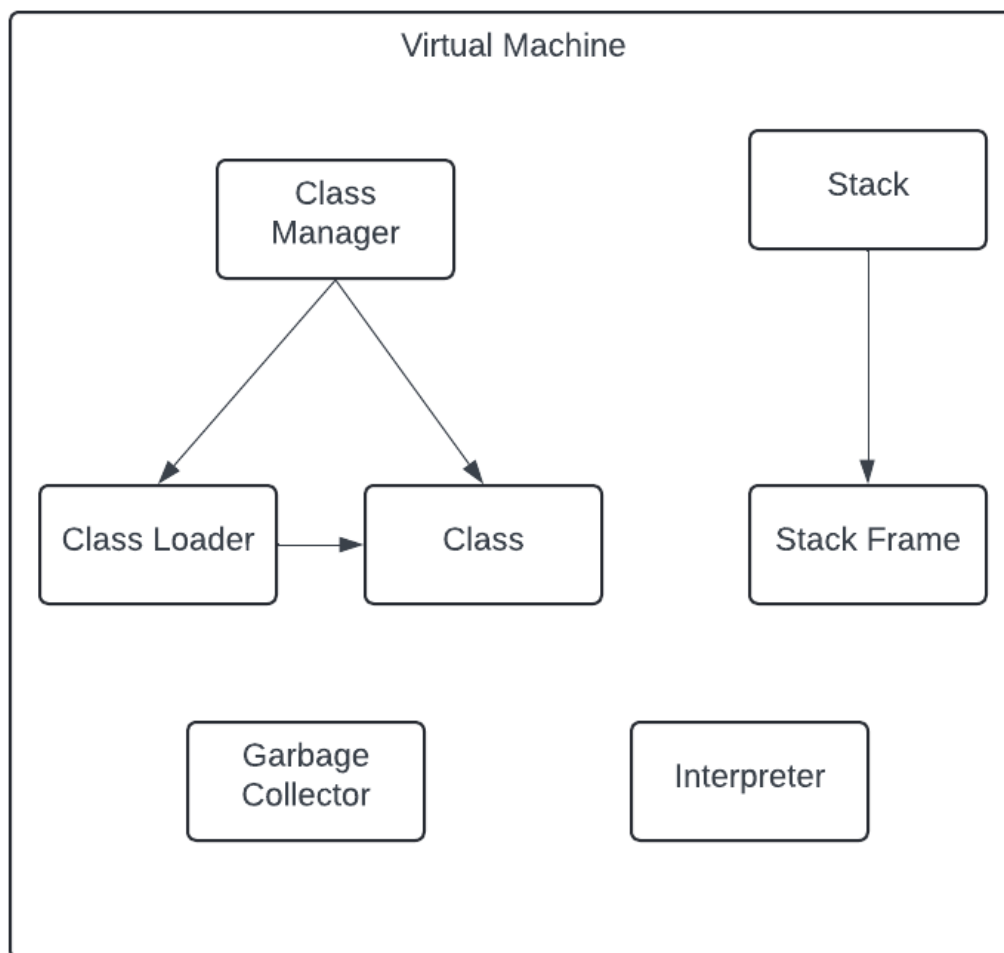 Virtual Machine
Class
Manager
Stack
Class Loader
Class
Stack Frame
Garbage
Collector
Interpreter